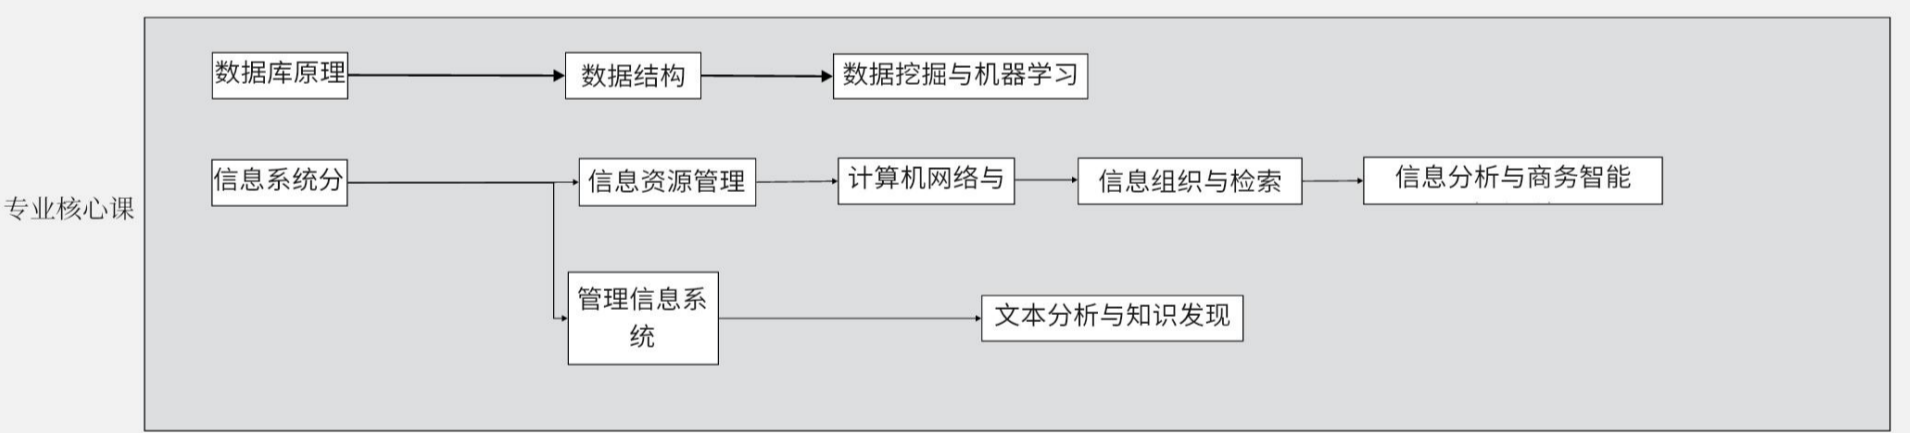 数据库原理
数据结构
数据挖掘与机器学习
信息系统分
信息资源管理
计算机网络与
信息组织与检索
信息分析与商务智能
专业核心课
管理信息系
统
文本分析与知识发现